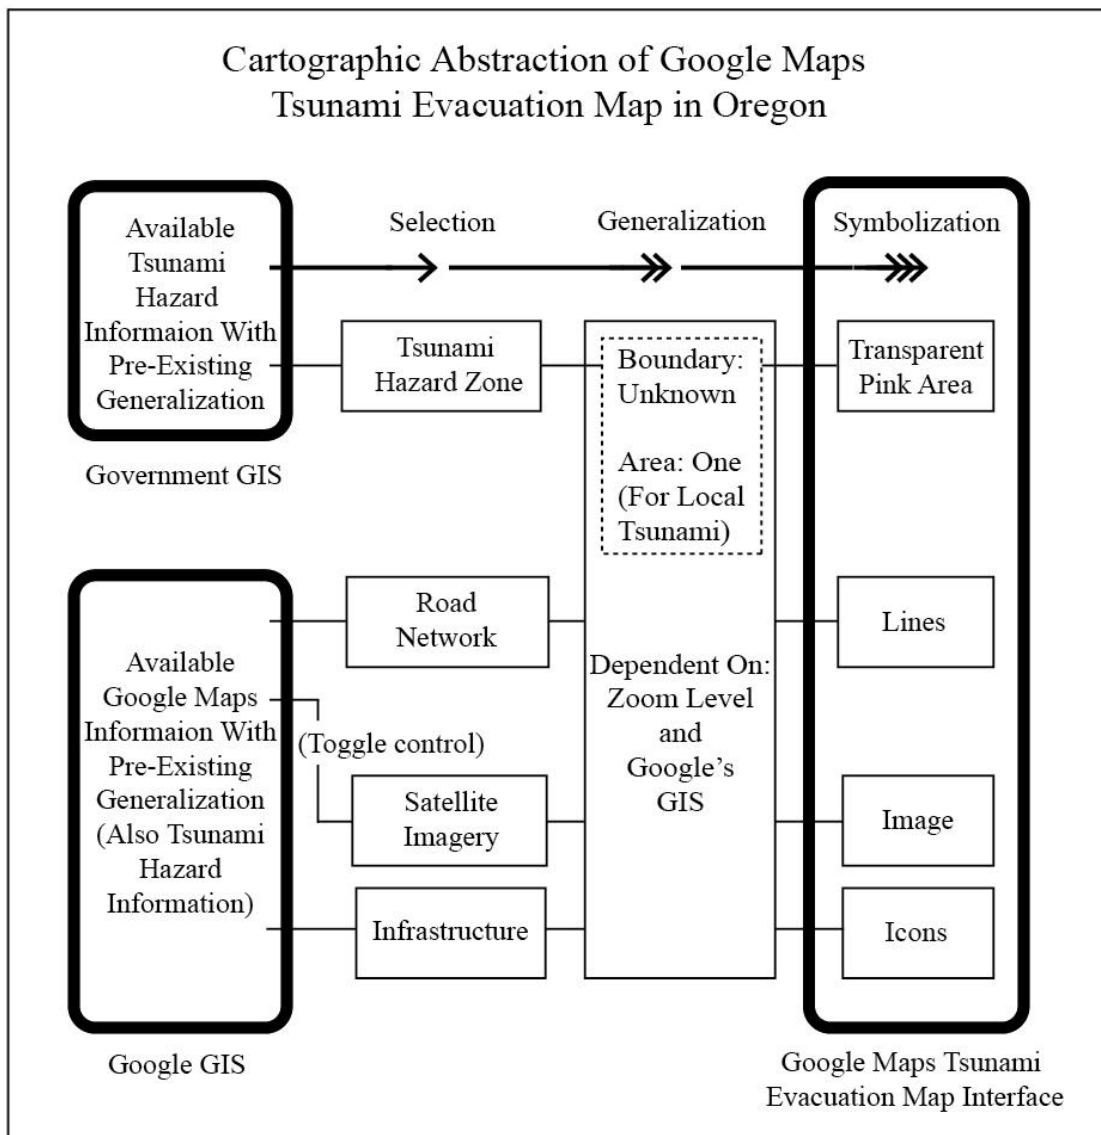 Cartographic Abstraction of Google Maps
Tsunami Evacuation Map in Oregon
Available
Tsunami
Hazard
Informaion With
Pre-Existing
Generalization
Government GIS
Selection
Generalization
Symbolization
Tsunami
Hazard Zone
Boundary:
Unknown
Area: One
(For Local
Tsunami)
Transparent
Pink Area
Available
Google Maps
Informaion With
Pre-Existing
Generalization
(Also Tsunami
Hazard
Information)
Google GIS
Road
Network
(Toggle control)
Satellite
Imagery
Infrastructure
Dependent On:
Zoom Level
and
Google's
GIS
Lines
Image
Icons
Google Maps Tsunami
Evacuation Map Interface